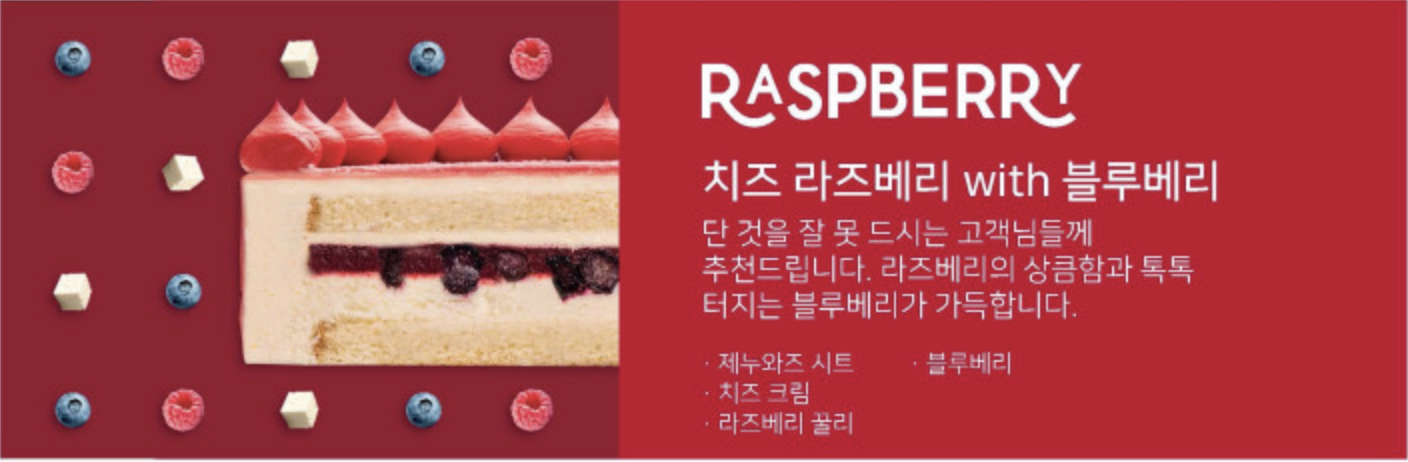 RASPBERRY
치즈 라즈베리 with 블루베리
단 것을 잘 못 드시는 고객님들께
추천드립니다. 라즈베리의 상큼함과 톡톡
터지는 블루베리가 가득합니다.
· 제누와즈 시트 · 블루베리
· 치즈 크림
· 라즈베리 꿀리